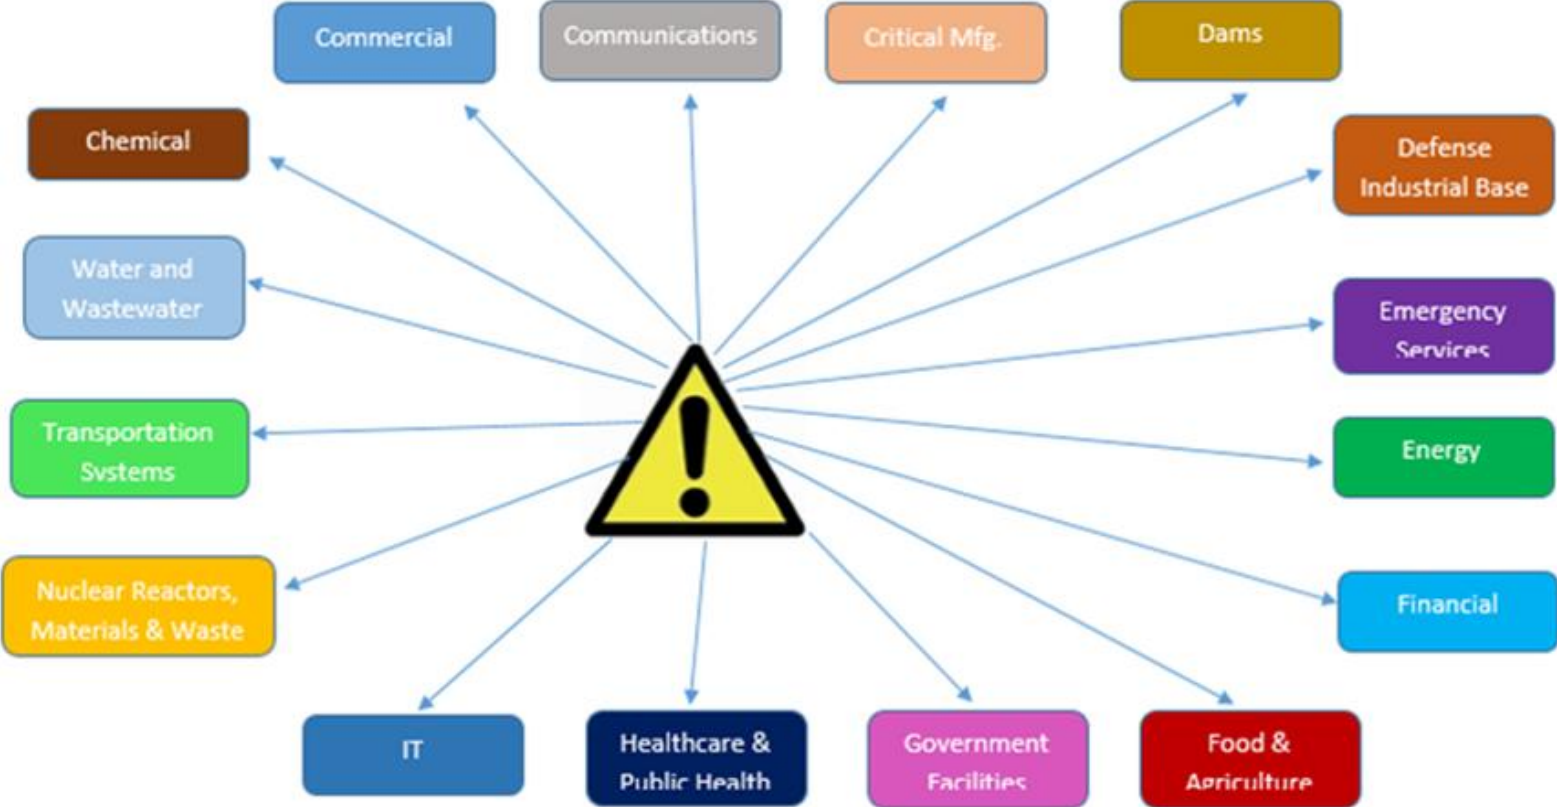 Commercial
Communications
Critical Mfg.
Dams
Chemical
Defense
Industrial Base
Water and
Wastewater
Emergency
Services
Transportation
Systems
Energy
Nuclear Reactors,
Materials & Waste
Financial
IT
Healthcare &
Public Health
Government
Facilities
Food &
Agriculture